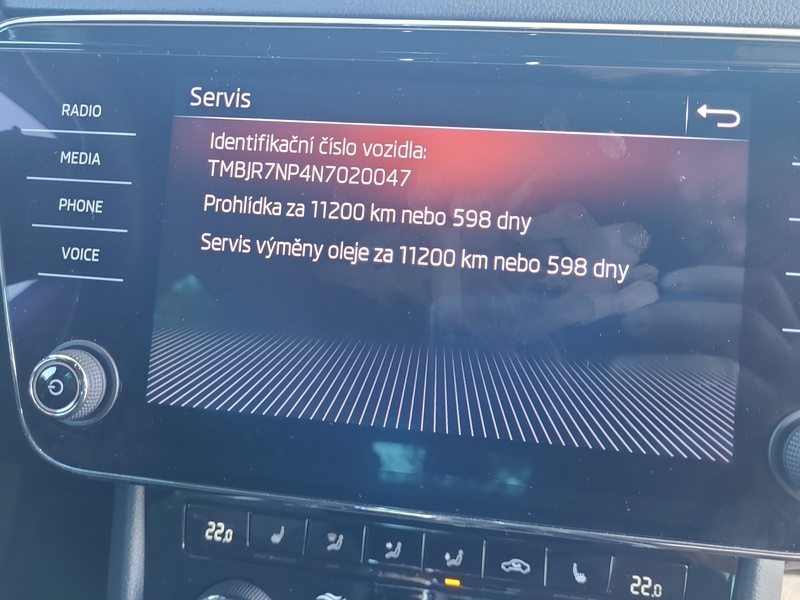 Servis
RADIO
MEDIA
PHONE
VOICE
Identifikační číslo vozidla:
TMBJR7NP4N7020047
Prohlídka za 11200 km nebo 598 dny
Servis výměny oleje za 11200 km nebo 598 dny
22.0
22.0